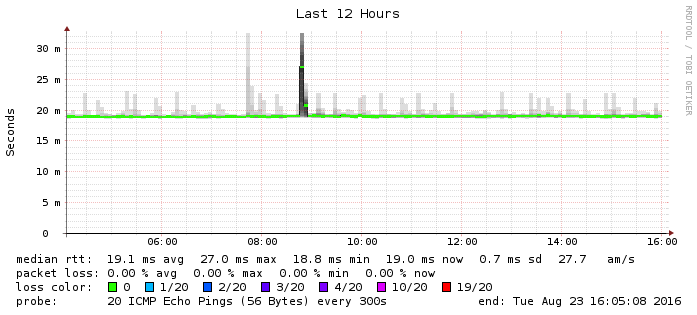 Last 12 Hours
RRDTOOL / TOBI OETIKER
Seconds
30 m
25 m
20 m
15 m
10 m
5 m
0
06:00 08:00 10:00 12:00 14:00 16:00
median rtt: 19.1 ms avg 27.0 ms max 18.8 ms min 19.0 ms now 0.7 ms sd 27.7 am/s
packet loss: 0.00 % avg 0.00 % max 0.00 % min 0.00 % now
loss color: 0 1/20 2/20 3/20 4/20 10/20 19/20
probe: 20 ICMP Echo Pings (56 Bytes) every 300s end: Tue Aug 23 16:05:08 2016